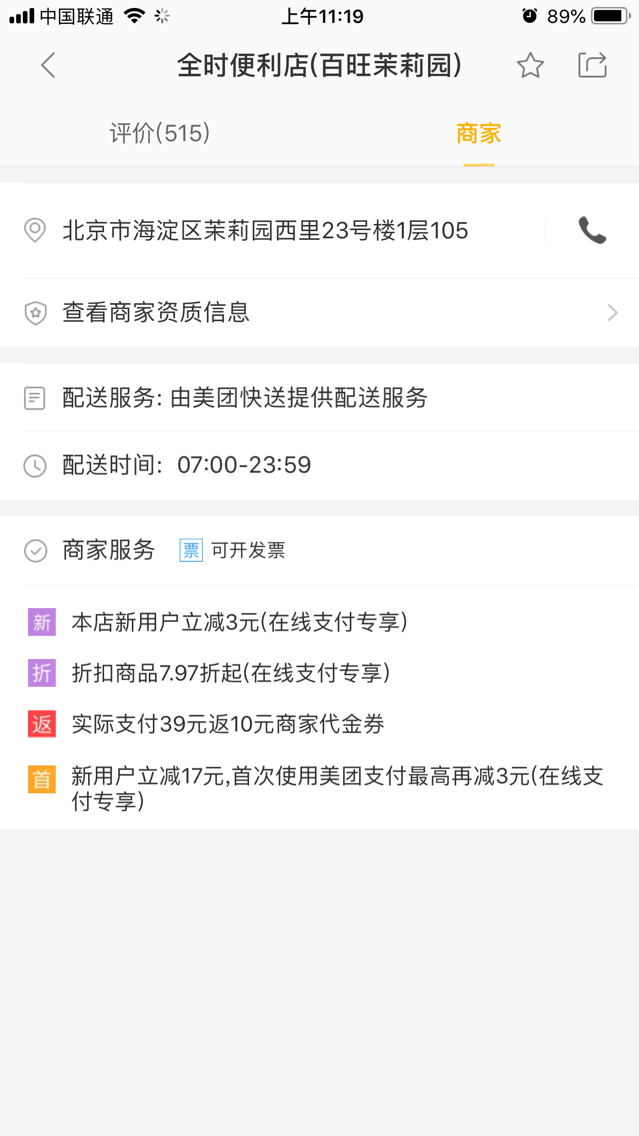 中国联通 上午11:19 89%
全时便利店(百旺茉莉园)
评价(515) 商家
北京市海淀区茉莉园西里23号楼1层105
查看商家资质信息
配送服务: 由美团快送提供配送服务
配送时间: 07:00-23:59
商家服务 票 可开发票
新 本店新用户立减3元(在线支付专享)
折 折扣商品7.97折起(在线支付专享)
返 实际支付39元返10元商家代金券
首 新用户立减17元,首次使用美团支付最高再减3元(在线支
付专享)